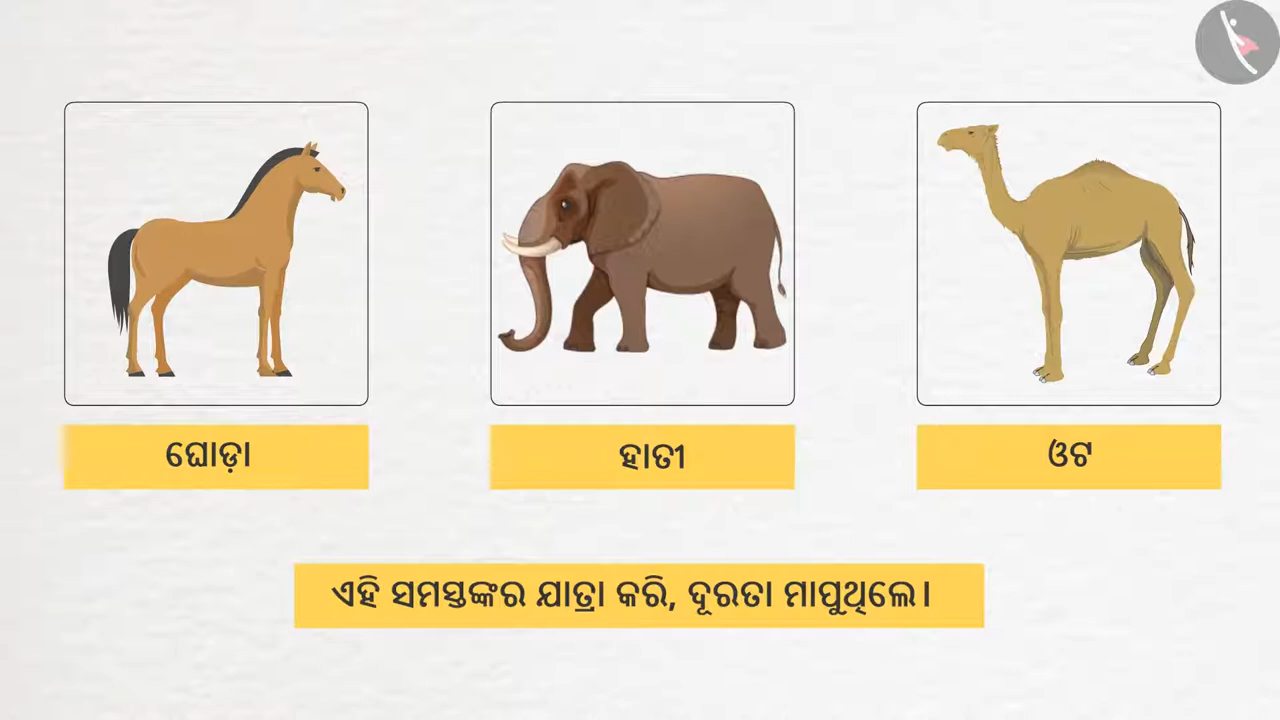 ଘୋଡ଼ା
ହାତୀ
ଓଟ
ଏହି ସମସ୍ତଙ୍କର ଯାତ୍ରା କରି, ଦୂରତା ମାପୁଥିଲେ।